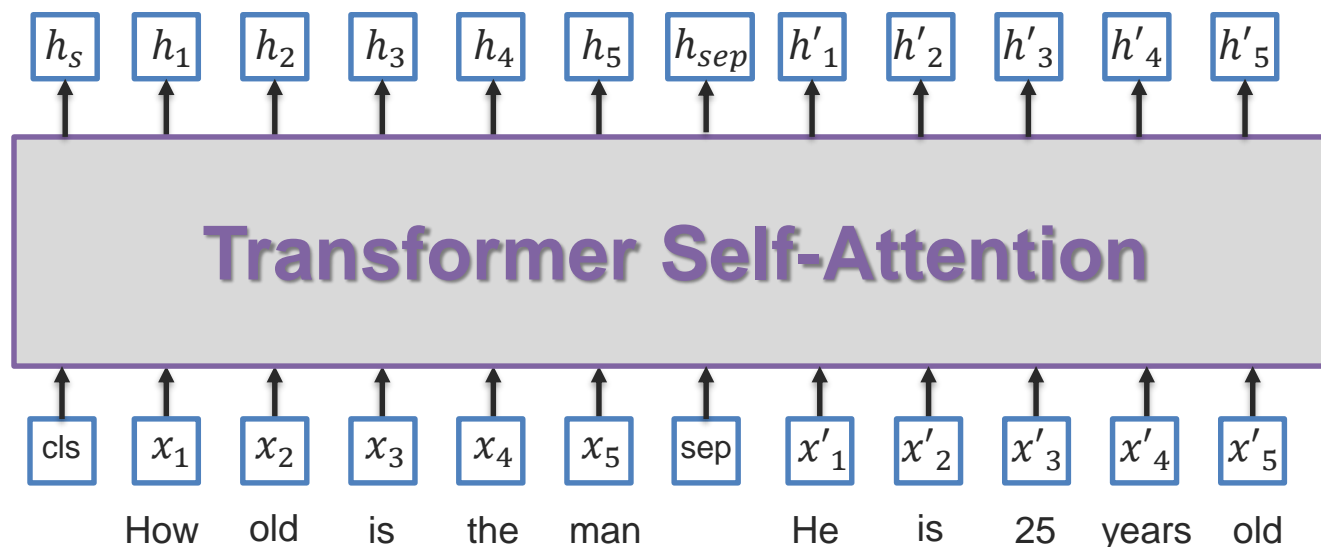 h_s h_1 h_2 h_3 h_4 h_5 h_sep h'_1 h'_2 h'_3 h'_4 h'_5
Transformer Self-Attention
cls x_1 x_2 x_3 x_4 x_5 sep x'_1 x'_2 x'_3 x'_4 x'_5
How old is the man He is 25 years old